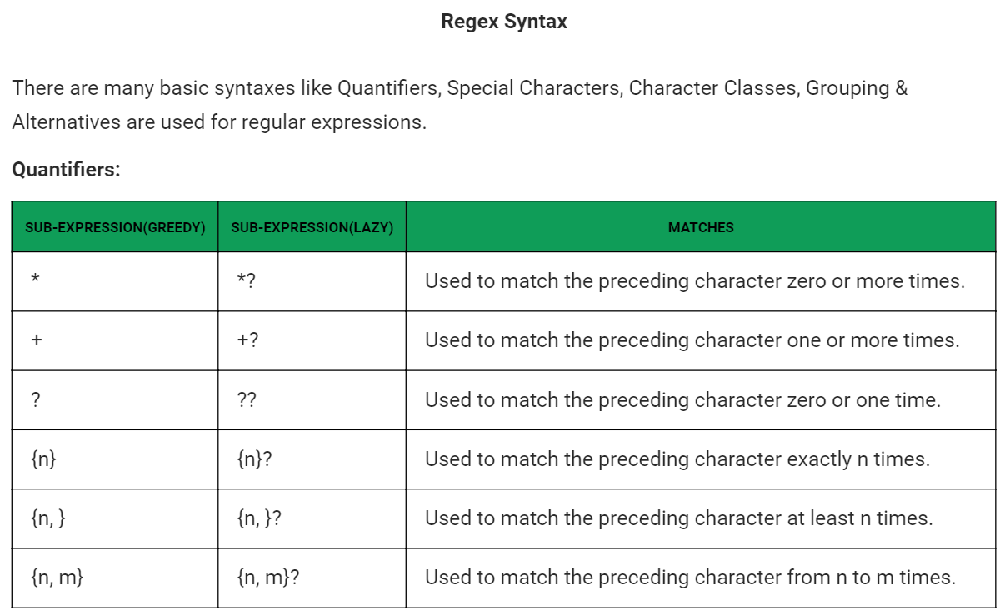 Regex Syntax
There are many basic syntaxes like Quantifiers, Special Characters, Character Classes, Grouping &
Alternatives are used for regular expressions.
Quantifiers:
SUB-EXPRESSION(GREEDY) SUB-EXPRESSION(LAZY) MATCHES
* *? Used to match the preceding character zero or more times.
+ +? Used to match the preceding character one or more times.
? ?? Used to match the preceding character zero or one time.
{n} {n}? Used to match the preceding character exactly n times.
{n, } {n, }? Used to match the preceding character at least n times.
{n, m} {n, m}? Used to match the preceding character from n to m times.